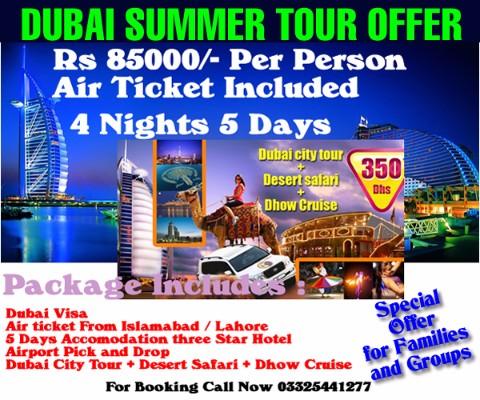 DUBAI SUMMER TOUR OFFER
Rs 85000/- Per Person
Air Ticket Included
4 Nights 5 Days
Dubai city tour
+
Desert safari
+
Dhow Cruise
350
Dhs
Package Includes :
Dubai Visa
Air ticket From Islamabad / Lahore
5 Days Accomodation three Star Hotel
Airport Pick and Drop
Dubai City Tour + Desert Safari + Dhow Cruise
Special
Offer
for Families
and Groups
For Booking Call Now 03325441277